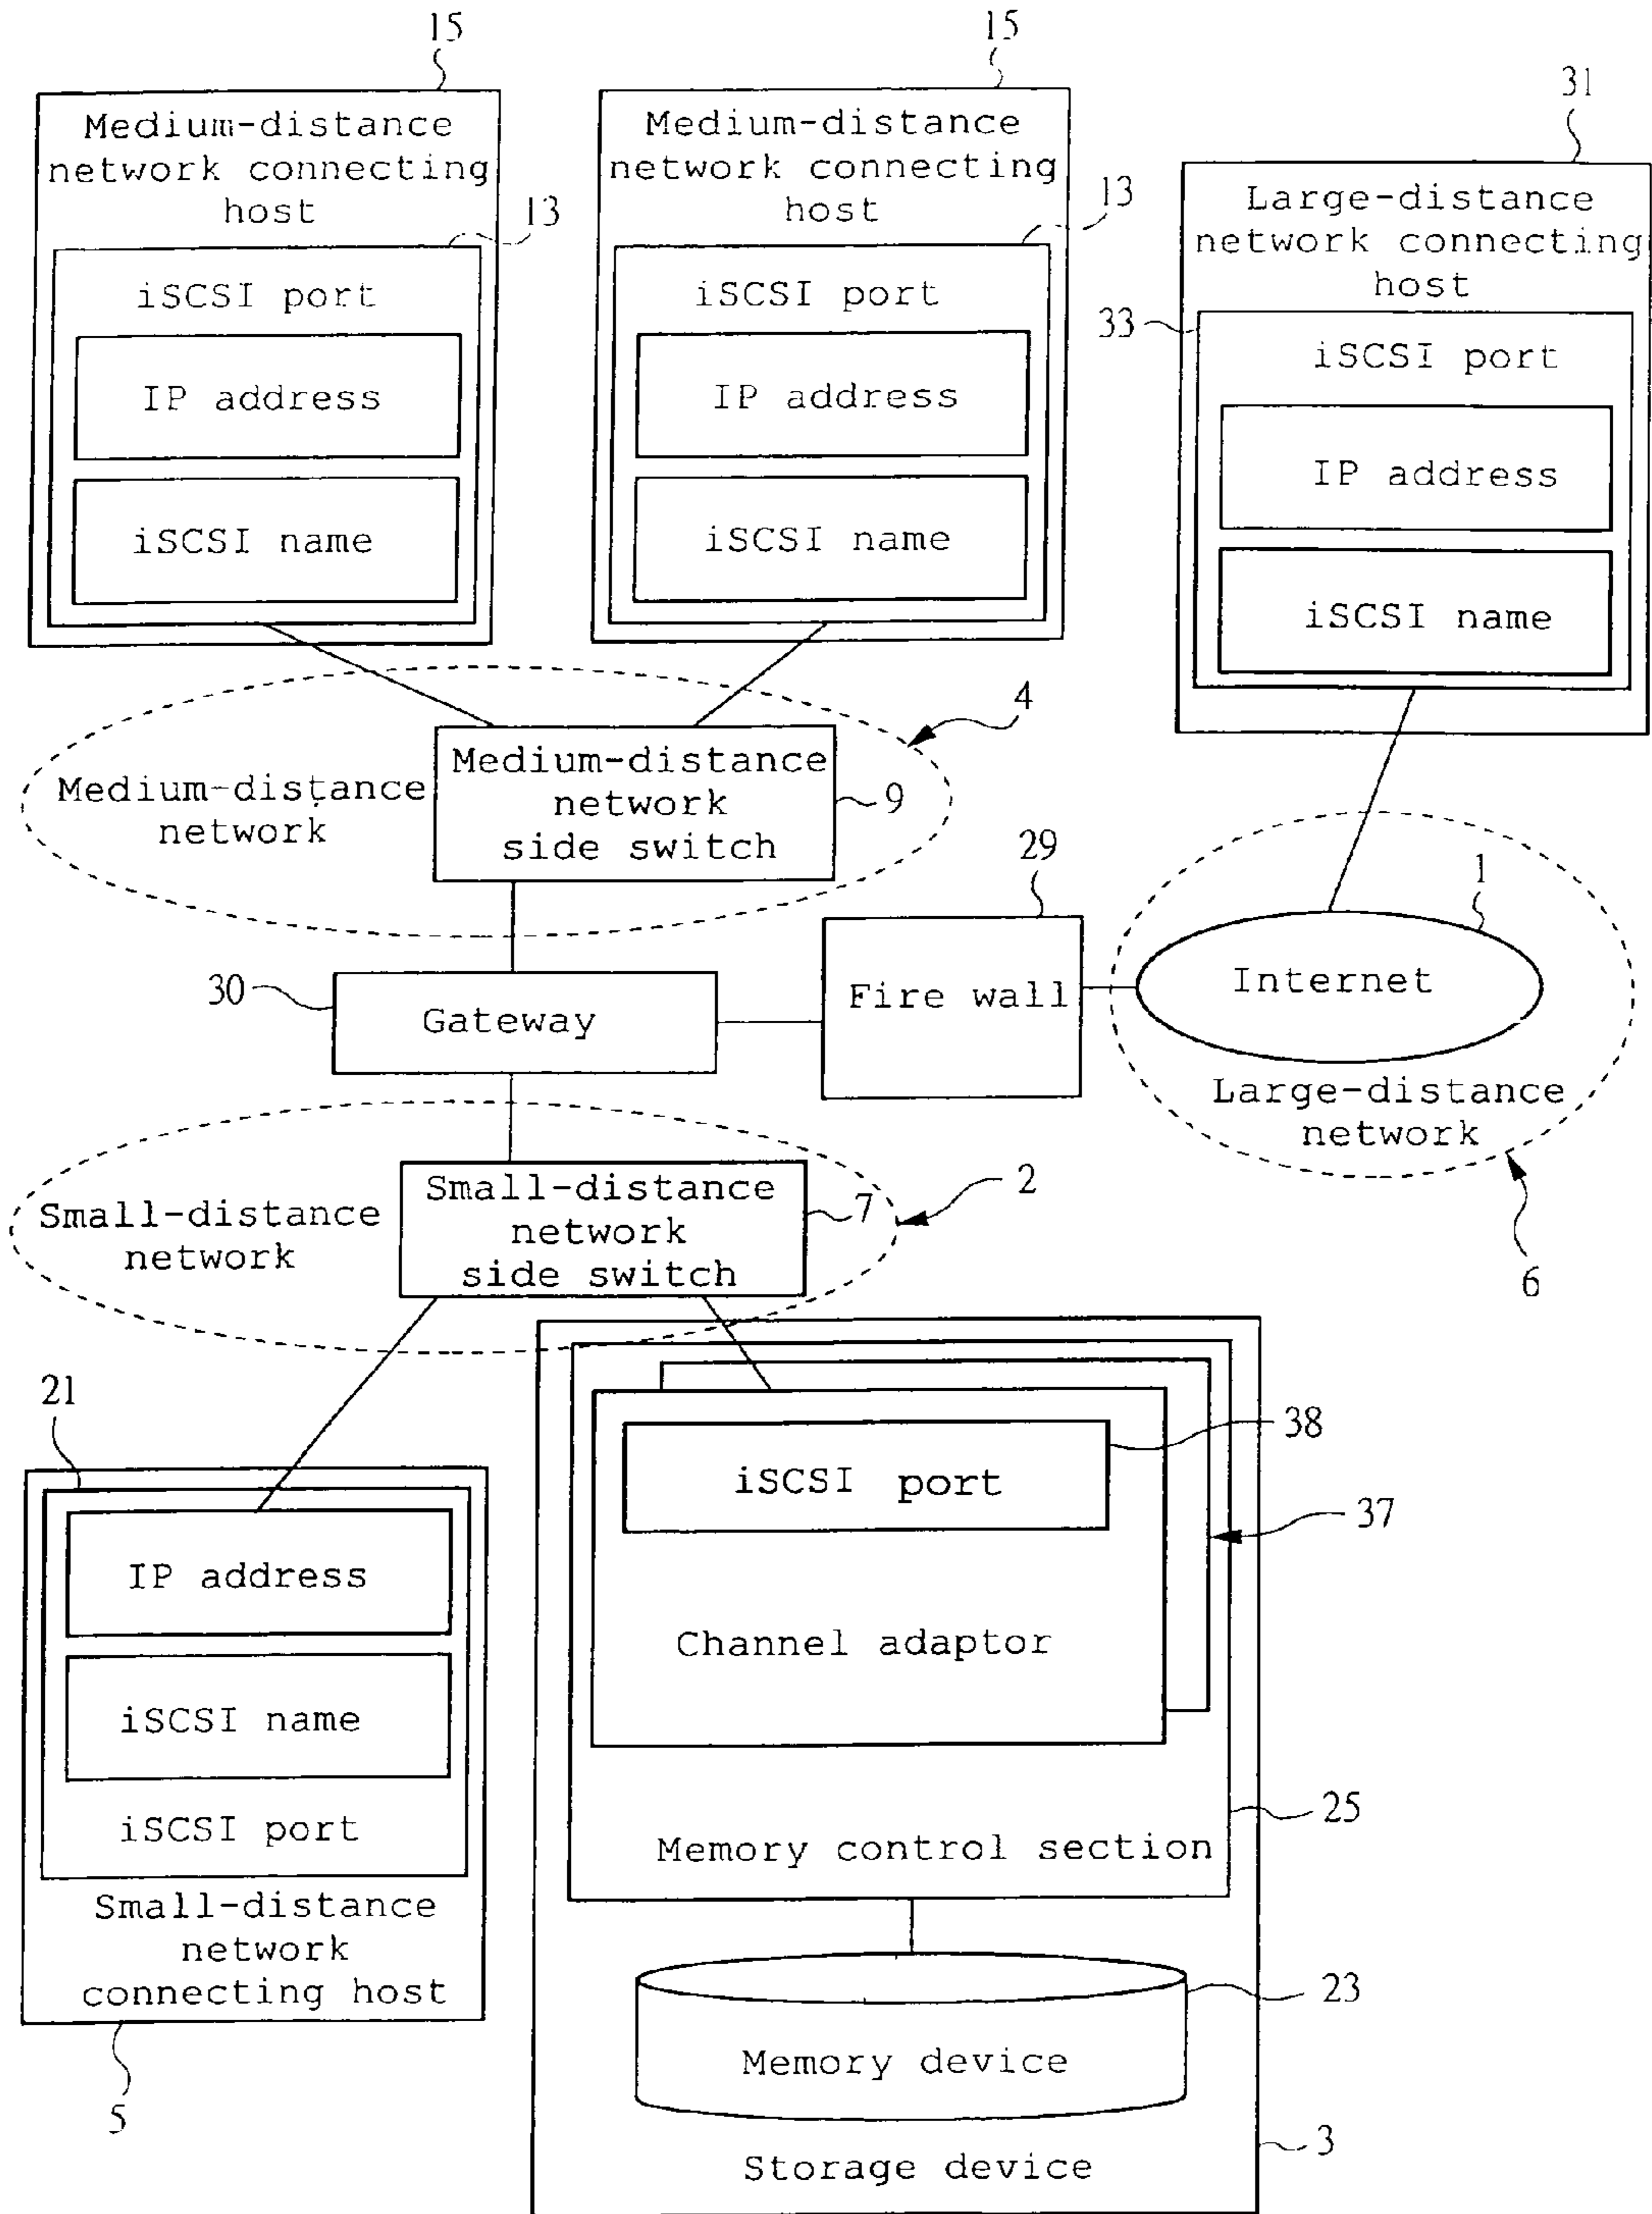 15
15
31
Medium-distance
network connecting
host
13
iSCSI port
IP address
iSCSI name
Medium-distance
network connecting
host
13
iSCSI port
IP address
iSCSI name
Large-distance
network connecting
host
33
iSCSI port
IP address
iSCSI name
4
Medium-distance
network
Medium-distance
network
side switch
9
29
1
30
Gateway
Fire wall
Internet
Large-distance
network
6
Small-distance
network
Small-distance
network
side switch
7
2
21
IP address
iSCSI name
iSCSI port
Small-distance
network
connecting host
5
iSCSI port
38
37
Channel adaptor
Memory control section
25
Memory device
23
Storage device
3